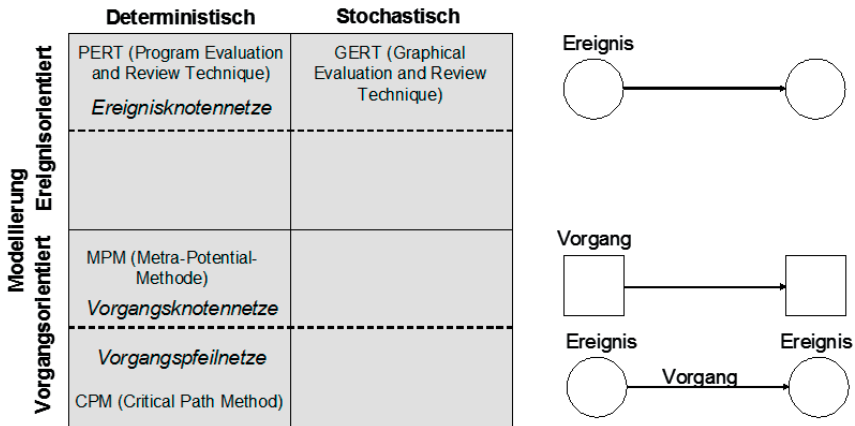 Deterministisch
Stochastisch
Modellierung
Ereignisorientiert
PERT (Program Evaluation
and Review Technique)
Ereignisknotennetze
GERT (Graphical
Evaluation and Review
Technique)
Ereignis
Vorgangsorientiert
MPM (Metra-Potential-
Methode)
Vorgangsknotennetze
Vorgang
Vorgangspfeilnetze
CPM (Critical Path Method)
Ereignis
Ereignis
Vorgang